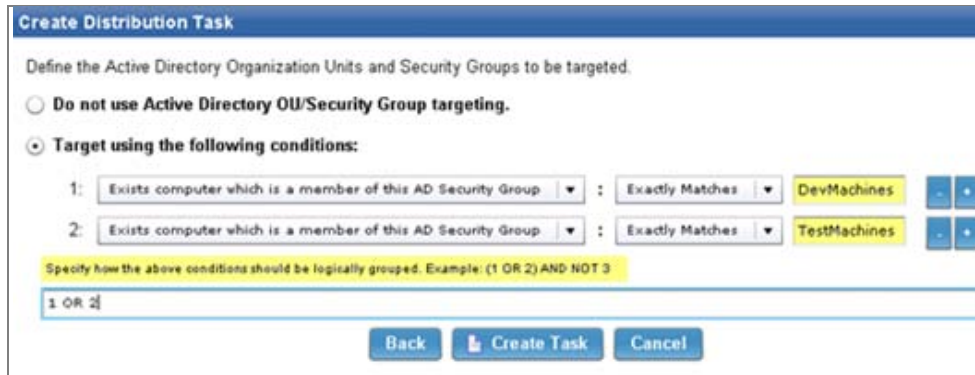 Create Distribution Task
Define the Active Directory Organization Units and Security Groups to be targeted.
Do not use Active Directory OU/Security Group targeting.
Target using the following conditions:
1: Exists computer which is a member of this AD Security Group : Exactly Matches DevMachines - +
2: Exists computer which is a member of this AD Security Group : Exactly Matches TestMachines - +
Specify how the above conditions should be logically grouped. Example: (1 OR 2) AND NOT 3
1 OR 2
Back Create Task Cancel